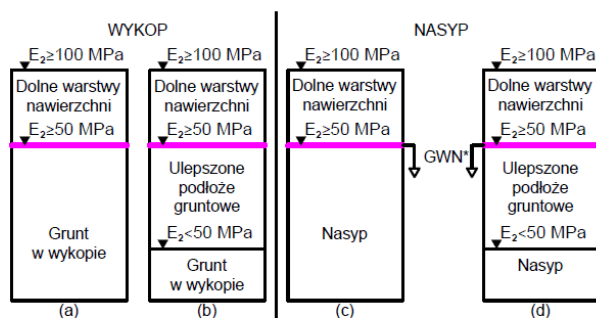 WYKOP
NASYP
E₂≥100 MPa
E₂≥100 MPa
E₂≥100 MPa
E₂≥100 MPa
Dolne warstwy
nawierzchni
Dolne warstwy
nawierzchni
Dolne warstwy
nawierzchni
Dolne warstwy
nawierzchni
E₂≥50 MPa
E₂≥50 MPa
E₂≥50 MPa
E₂≥50 MPa
GWN*
Grunt
w wykopie
Ulepszone
podłoże
gruntowe
Nasyp
Ulepszone
podłoże
gruntowe
E₂<50 MPa
E₂<50 MPa
Grunt
w wykopie
Nasyp
(a)
(b)
(c)
(d)